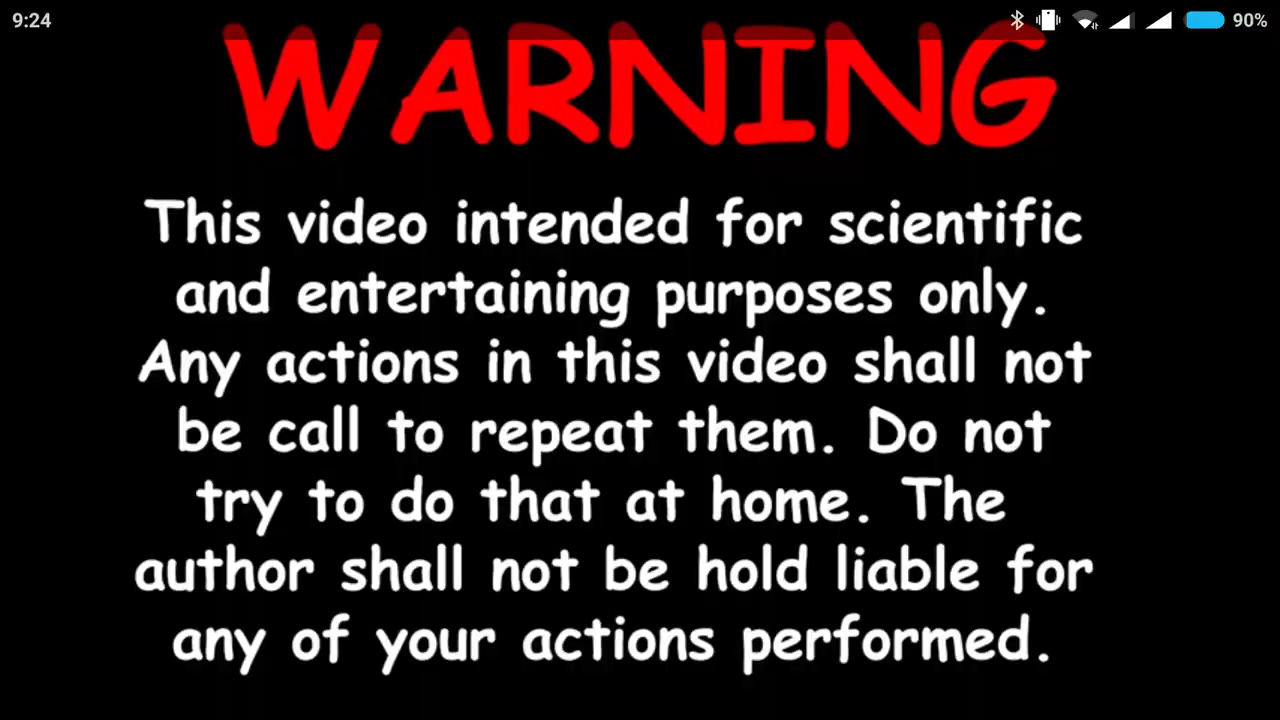 9:24
90%
WARNING
This video intended for scientific
and entertaining purposes only.
Any actions in this video shall not
be call to repeat them. Do not
try to do that at home. The
author shall not be hold liable for
any of your actions performed.